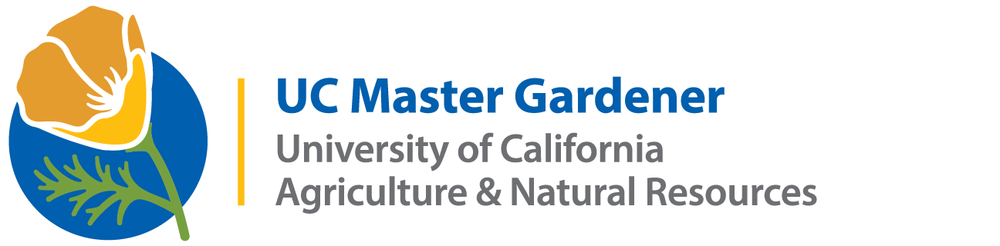 UC Master Gardener
University of California
Agriculture & Natural Resources